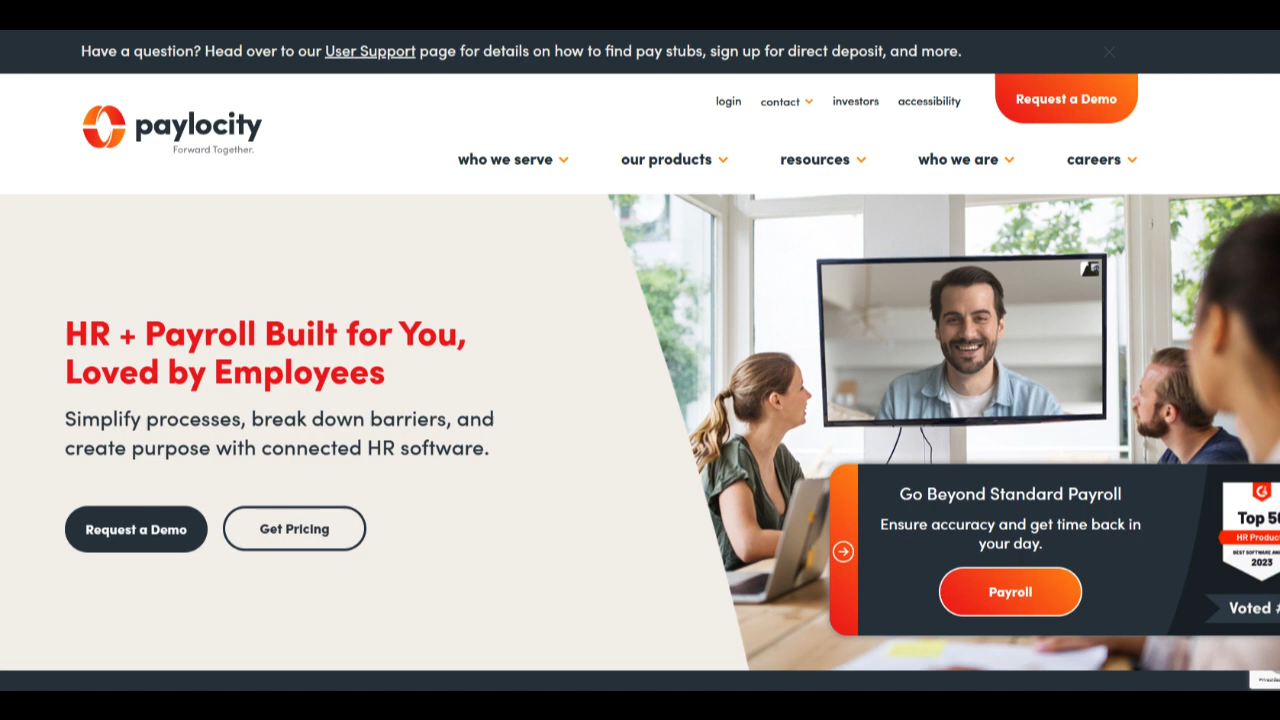 Have a question? Head over to our User Support page for details on how to find pay stubs, sign up for direct deposit, and more.
login contact investors accessibility Request a Demo
paylocity
Forward Together.
who we serve our products resources who we are careers
HR + Payroll Built for You,
Loved by Employees
Simplify processes, break down barriers, and
create purpose with connected HR software.
Request a Demo Get Pricing
Go Beyond Standard Payroll
Ensure accuracy and get time back in
your day.
Payroll
Top 50
HR Product
2023
Voted